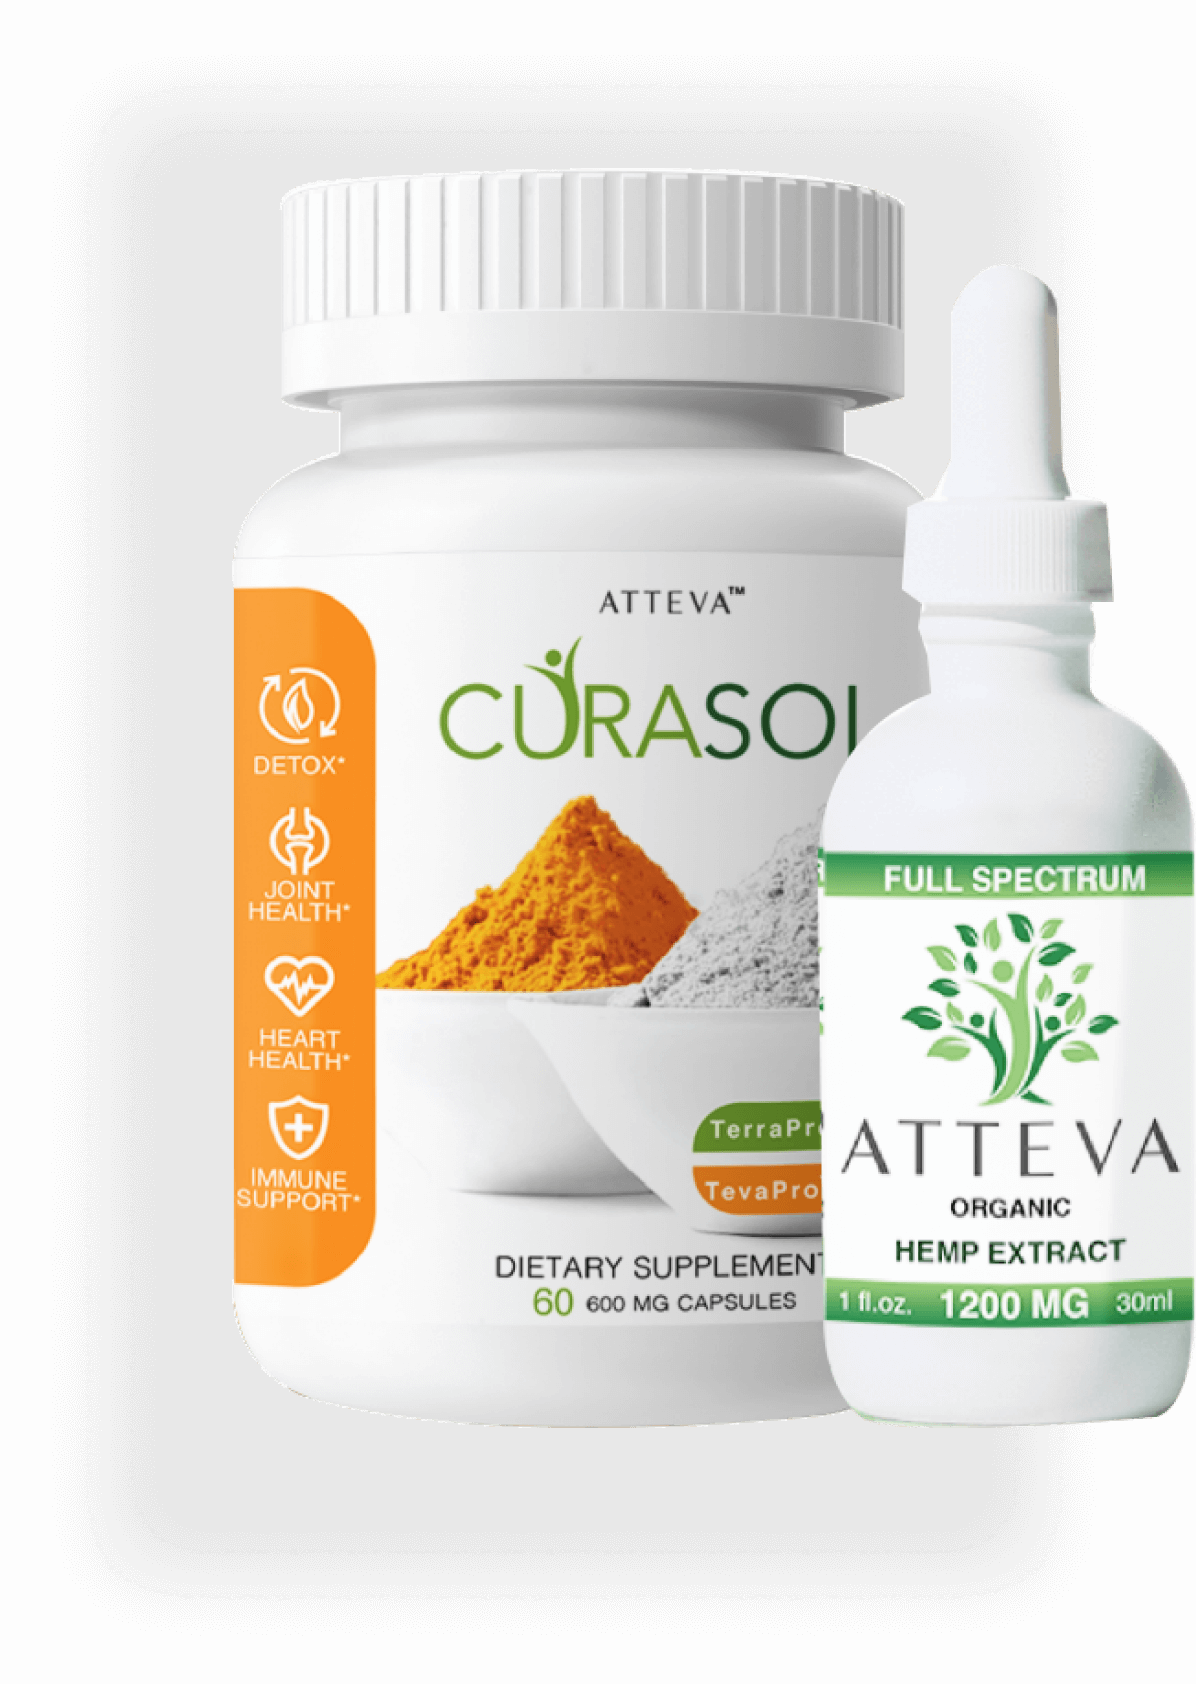 ATTEVA™
CURASOL
DETOX*
JOINT
HEALTH*
HEART
HEALTH*
IMMUNE
SUPPORT*
DIETARY SUPPLEMENT
60 600 MG CAPSULES
FULL SPECTRUM
ATTEVA
ORGANIC
HEMP EXTRACT
1 fl.oz. 1200 MG 30ml